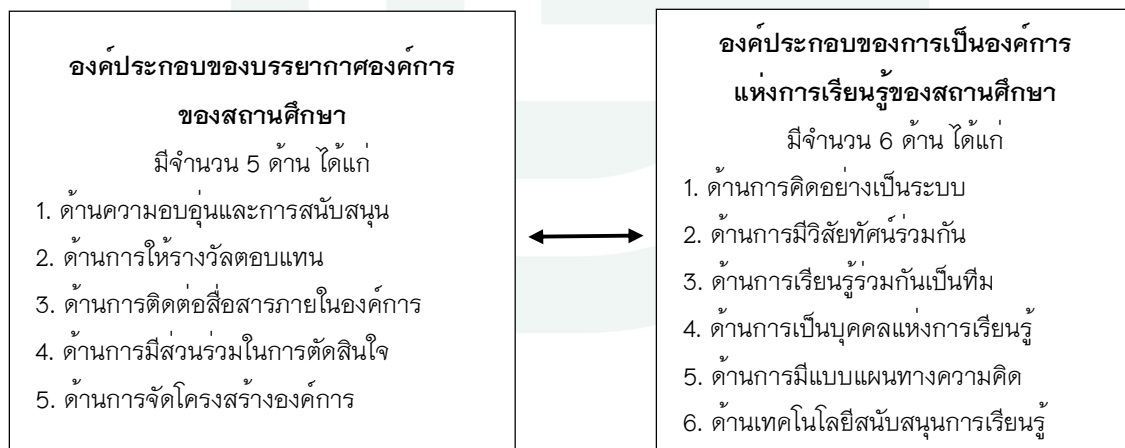 องค์ประกอบของบรรยากาศองค์การ
ของสถานศึกษา
มีจำนวน 5 ด้าน ได้แก่
1. ด้านความอบอุ่นและการสนับสนุน
2. ด้านการให้รางวัลตอบแทน
3. ด้านการติดต่อสื่อสารภายในองค์การ
4. ด้านการมีส่วนร่วมในการตัดสินใจ
5. ด้านการจัดโครงสร้างองค์การ
องค์ประกอบของการเป็นองค์การ
แห่งการเรียนรู้ของสถานศึกษา
มีจำนวน 6 ด้าน ได้แก่
1. ด้านการคิดอย่างเป็นระบบ
2. ด้านการมีวิสัยทัศน์ร่วมกัน
3. ด้านการเรียนรู้ร่วมกันเป็นทีม
4. ด้านการเป็นบุคคลแห่งการเรียนรู้
5. ด้านการมีแบบแผนทางความคิด
6. ด้านเทคโนโลยีสนับสนุนการเรียนรู้